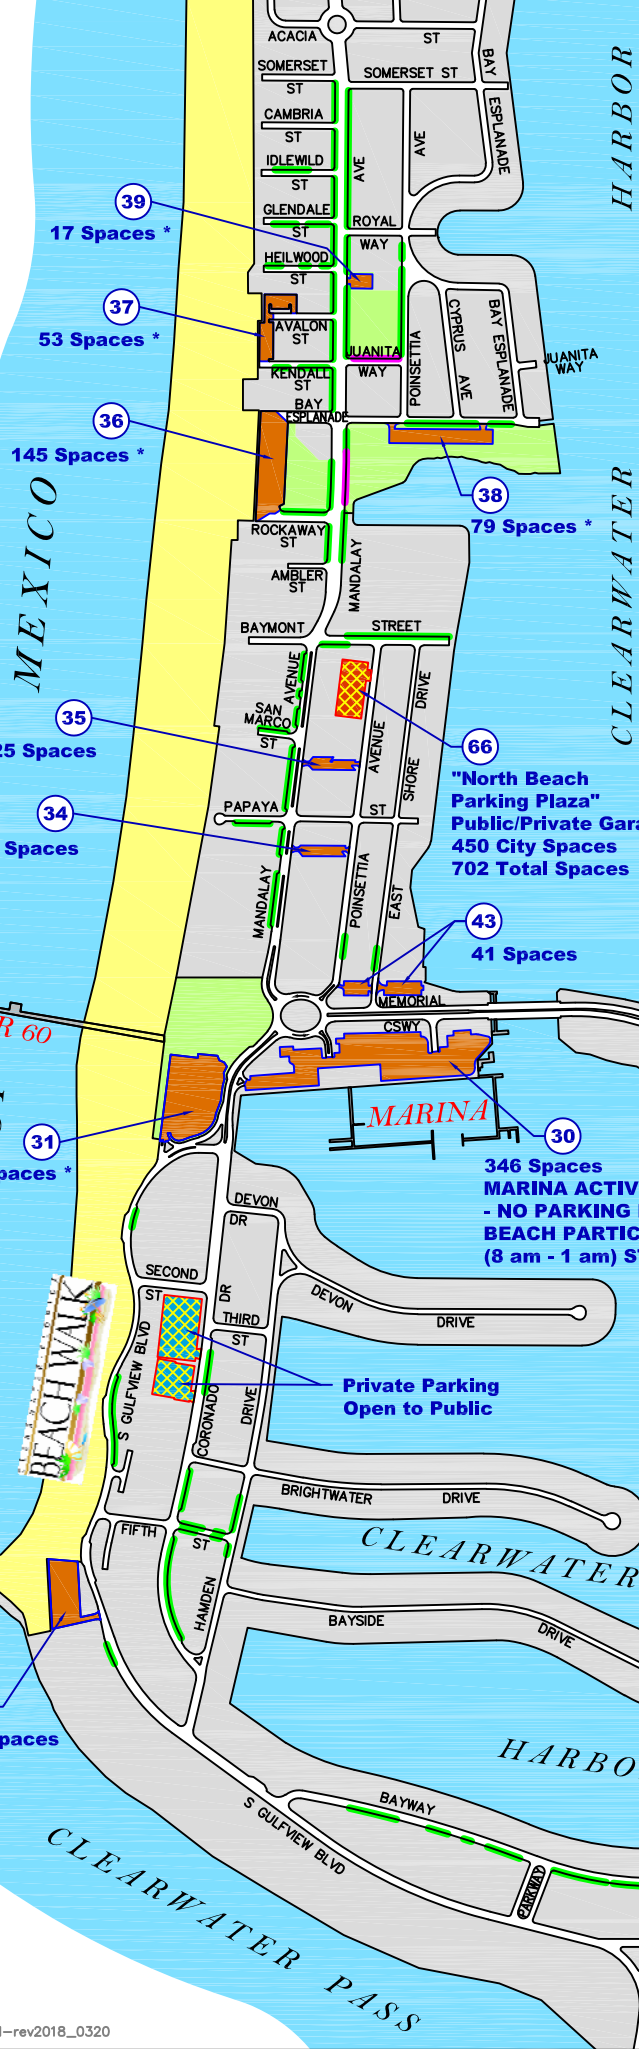 ACACIA
ST
SOMERSET
ST
SOMERSET ST
BAY
ESPLANADE
HARBOR
CAMBRIA
ST
IDLEWILD
ST
AVE
AVE
39
17 Spaces *
GLENDALE
ST
ROYAL
WAY
HEILWOOD
ST
37
53 Spaces *
AVALON
ST
JUANITA
WAY
POINSETTIA
CYPRUS
AVE
BAY ESPLANADE
JUANITA
WAY
KENDALL
ST
BAY
ESPLANADE
36
145 Spaces *
38
79 Spaces *
MEXICO
CLEARWATER
ROCKAWAY
ST
AMBLER
ST
MANDALAY
BAYMONT
STREET
AVENUE
SAN
MARCO
ST
DRIVE
AVENUE
35
25 Spaces
66
"North Beach
Parking Plaza"
Public/Private Gara
450 City Spaces
702 Total Spaces
SHORE
34
Spaces
PAPAYA
ST
MANDALAY
POINSETTIA
EAST
43
41 Spaces
MEMORIAL
CSWY
R 60
MARINA
31
paces *
30
346 Spaces
MARINA ACTIV
- NO PARKING
BEACH PARTIC
(8 am - 1 am) S
DEVON
DR
SECOND
ST
DR
DEVON
DRIVE
THIRD
ST
BEACH WALK
S GULFVIEW BLVD
Private Parking
Open to Public
CORONADO
DRIVE
BRIGHTWATER
DRIVE
FIFTH
ST
CLEARWATER
HAMDEN
BAYSIDE
DRIVE
paces
HARBO
BAYWAY
S GULFVIEW BLVD
PARKWAY
CLEARWATER PASS
-rev2018_0320